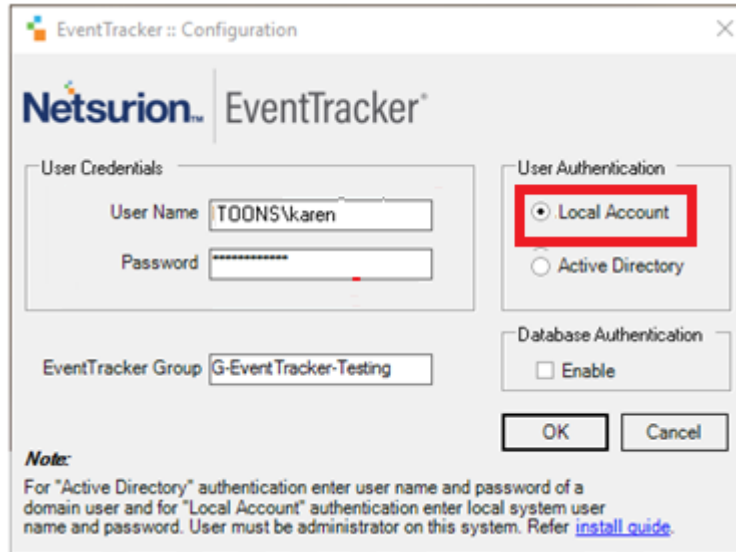 EventTracker :: Configuration
Netsurion™ EventTracker®
User Credentials
User Name TOONS\karen
Password *************
EventTracker Group G-EventTracker-Testing
User Authentication
Local Account
Active Directory
Database Authentication
Enable
OK Cancel
Note:
For "Active Directory" authentication enter user name and password of a
domain user and for "Local Account" authentication enter local system user
name and password. User must be administrator on this system. Refer install guide.